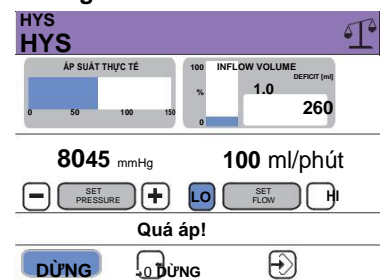 HYS
HYS
ÁP SUẤT THỰC TẾ
0 50 100 150
100 INFLOW VOLUME
DEFICIT [ml]
%
1.0
260
0
8045 mmHg 100 ml/phút
SET PRESSURE
LO
SET FLOW
HI
Quá áp!
DỪNG
0 DỪNG